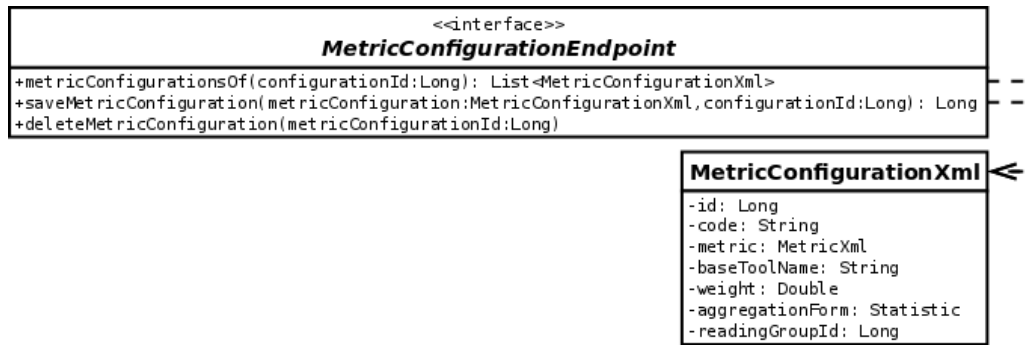 <<interface>>
MetricConfigurationEndpoint
+metricConfigurationsOf(configurationId:Long): List<MetricConfigurationXml>
+saveMetricConfiguration(metricConfiguration:MetricConfigurationXml,configurationId:Long): Long
+deleteMetricConfiguration(metricConfigurationId:Long)
MetricConfigurationXml
-id: Long
-code: String
-metric: MetricXml
-baseToolName: String
-weight: Double
-aggregationForm: Statistic
-readingGroupId: Long